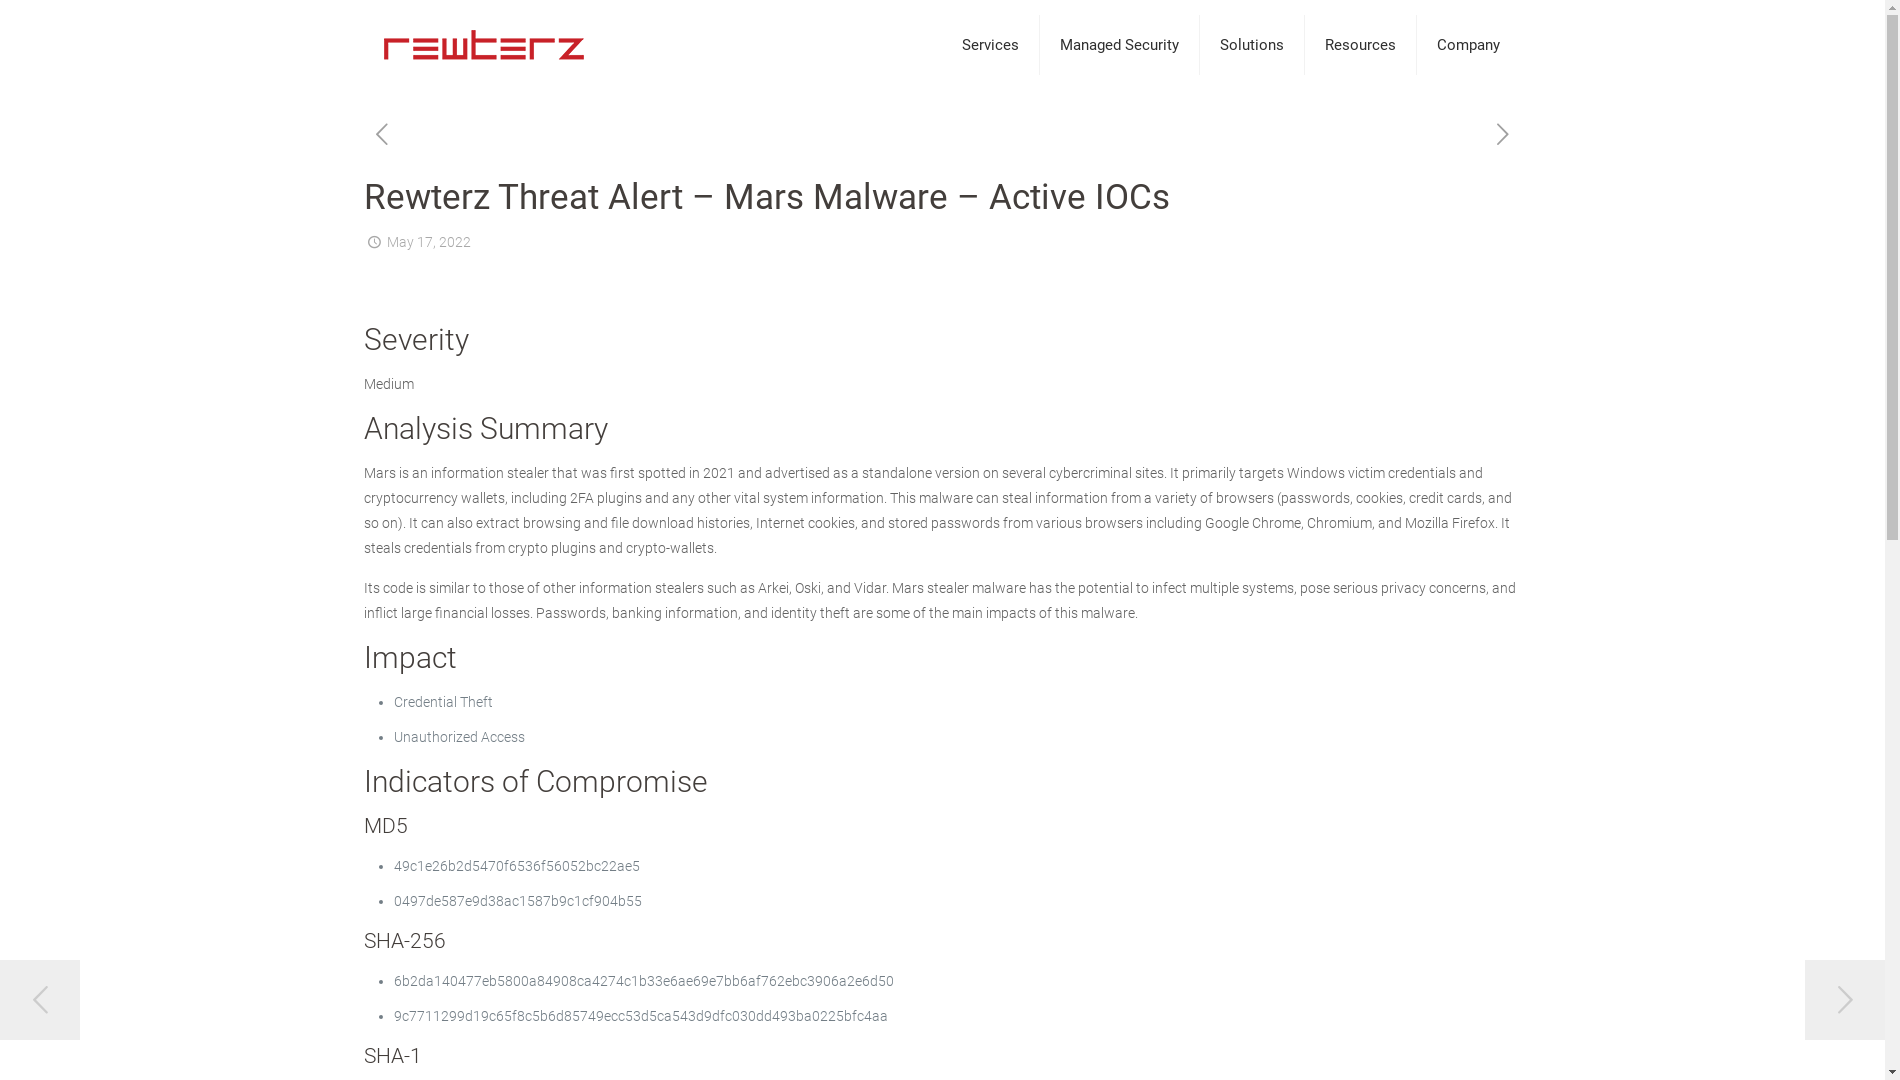 rewterz
Services
Managed Security
Solutions
Resources
Company
Rewterz Threat Alert – Mars Malware – Active IOCs
May 17, 2022
Severity
Medium
Analysis Summary
Mars is an information stealer that was first spotted in 2021 and advertised as a standalone version on several cybercriminal sites. It primarily targets Windows victim credentials and
cryptocurrency wallets, including 2FA plugins and any other vital system information. This malware can steal information from a variety of browsers (passwords, cookies, credit cards, and
so on). It can also extract browsing and file download histories, Internet cookies, and stored passwords from various browsers including Google Chrome, Chromium, and Mozilla Firefox. It
steals credentials from crypto plugins and crypto-wallets.
Its code is similar to those of other information stealers such as Arkei, Oski, and Vidar. Mars stealer malware has the potential to infect multiple systems, pose serious privacy concerns, and
inflict large financial losses. Passwords, banking information, and identity theft are some of the main impacts of this malware.
Impact
• Credential Theft
• Unauthorized Access
Indicators of Compromise
MD5
• 49c1e26b2d5470f6536f56052bc22ae5
• 0497de587e9d38ac1587b9c1cf904b55
SHA-256
• 6b2da140477eb5800a84908ca4274c1b33e6ae69e7bb6af762ebc3906a2e6d50
• 9c7711299d19c65f8c5b6d85749ecc53d5ca543d9dfc030dd493ba0225bfc4aa
SHA-1